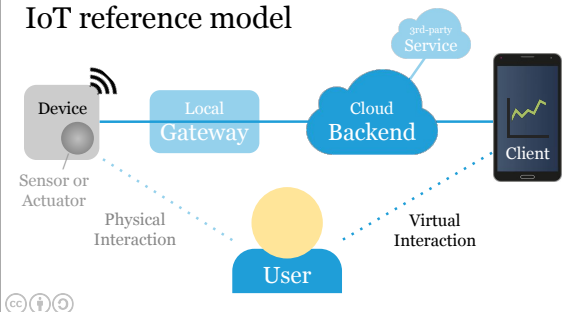 IoT reference model
3rd-party
Service
Device
Local
Gateway
Cloud
Backend
Client
Sensor or
Actuator
Physical
Interaction
Virtual
Interaction
User
cc